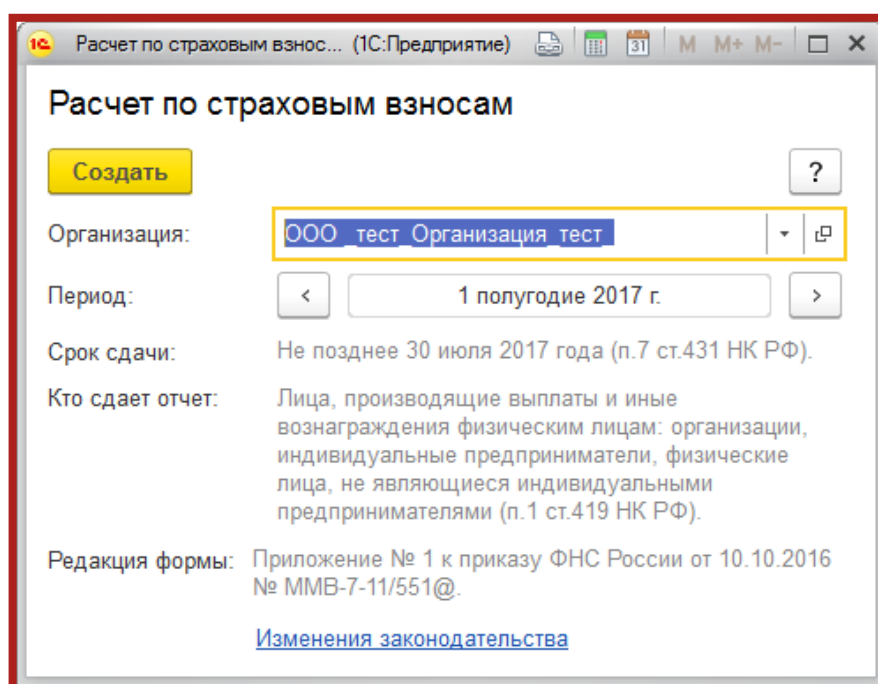 1С Расчет по страховым взнос... (1С:Предприятие) 31 M M+ M-
Расчет по страховым взносам
Создать ?
Организация: ООО _тест_Организация_тест_
Период: < 1 полугодие 2017 г. >
Срок сдачи: Не позднее 30 июля 2017 года (п.7 ст.431 НК РФ).
Кто сдает отчет: Лица, производящие выплаты и иные
вознаграждения физическим лицам: организации,
индивидуальные предприниматели, физические
лица, не являющиеся индивидуальными
предпринимателями (п.1 ст.419 НК РФ).
Редакция формы: Приложение № 1 к приказу ФНС России от 10.10.2016
№ ММВ-7-11/551@.
Изменения законодательства